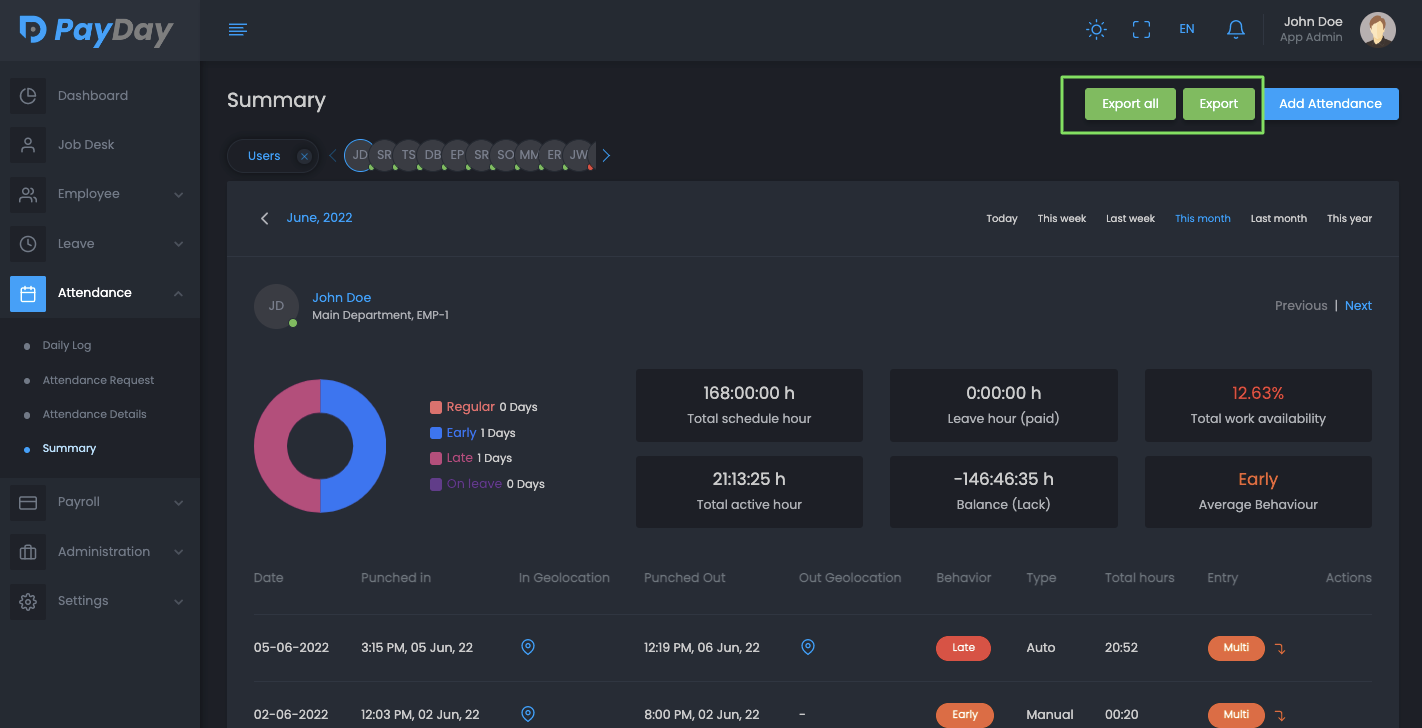 PayDay
EN
John Doe
App Admin
Dashboard
Job Desk
Employee
Leave
Attendance
Daily Log
Attendance Request
Attendance Details
Summary
Payroll
Administration
Settings
Summary
Export all
Export
Add Attendance
Users
JD SR TS DB EP SR SO MM ER JW
June, 2022
Today This week Last week This month Last month This year
JD
John Doe
Main Department, EMP-1
Previous | Next
Regular 0 Days
Early 1 Days
Late 1 Days
On leave 0 Days
168:00:00 h
Total schedule hour
0:00:00 h
Leave hour (paid)
12.63%
Total work availability
21:13:25 h
Total active hour
-146:46:35 h
Balance (Lack)
Early
Average Behaviour
Date Punched in In Geolocation Punched Out Out Geolocation Behavior Type Total hours Entry Actions
05-06-2022 3:15 PM, 05 Jun, 22 12:19 PM, 06 Jun, 22 Late Auto 20:52 Multi
02-06-2022 12:03 PM, 02 Jun, 22 8:00 PM, 02 Jun, 22 - Early Manual 00:20 Multi